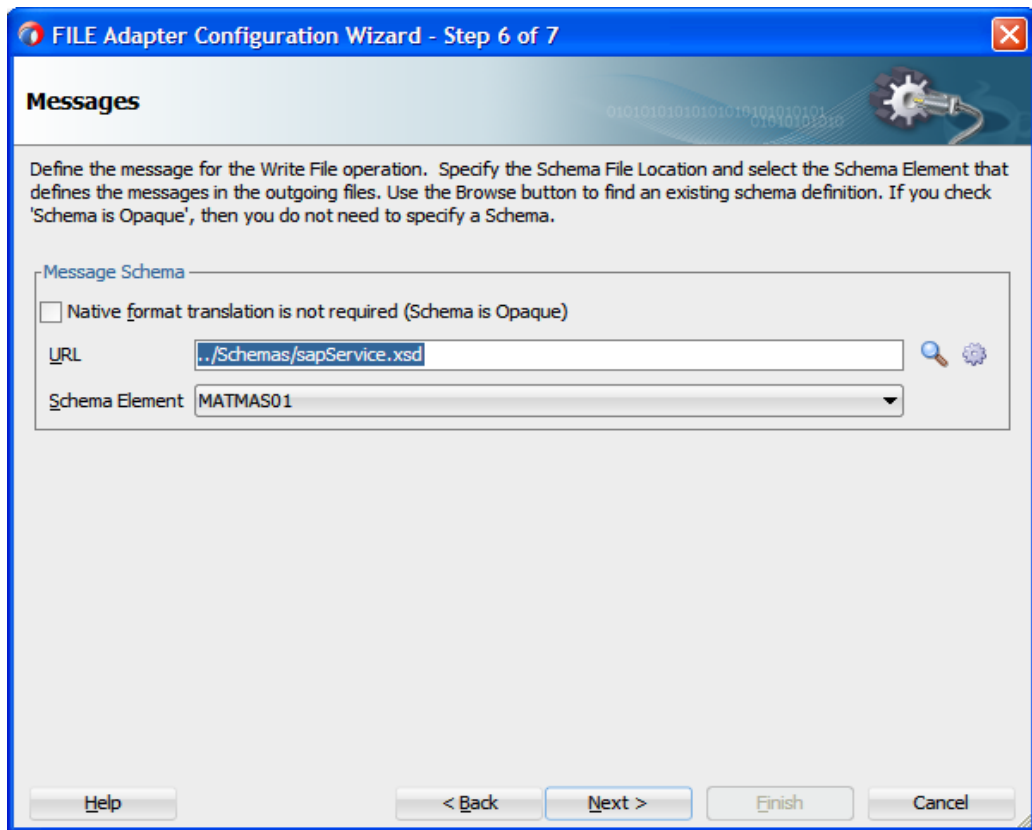 FILE Adapter Configuration Wizard - Step 6 of 7
Messages
0101010101010101010101010101
01010101010
Define the message for the Write File operation. Specify the Schema File Location and select the Schema Element that
defines the messages in the outgoing files. Use the Browse button to find an existing schema definition. If you check
'Schema is Opaque', then you do not need to specify a Schema.
Message Schema
Native format translation is not required (Schema is Opaque)
URL ../Schemas/sapService.xsd
Schema Element MATMAS01
Help < Back Next > Finish Cancel